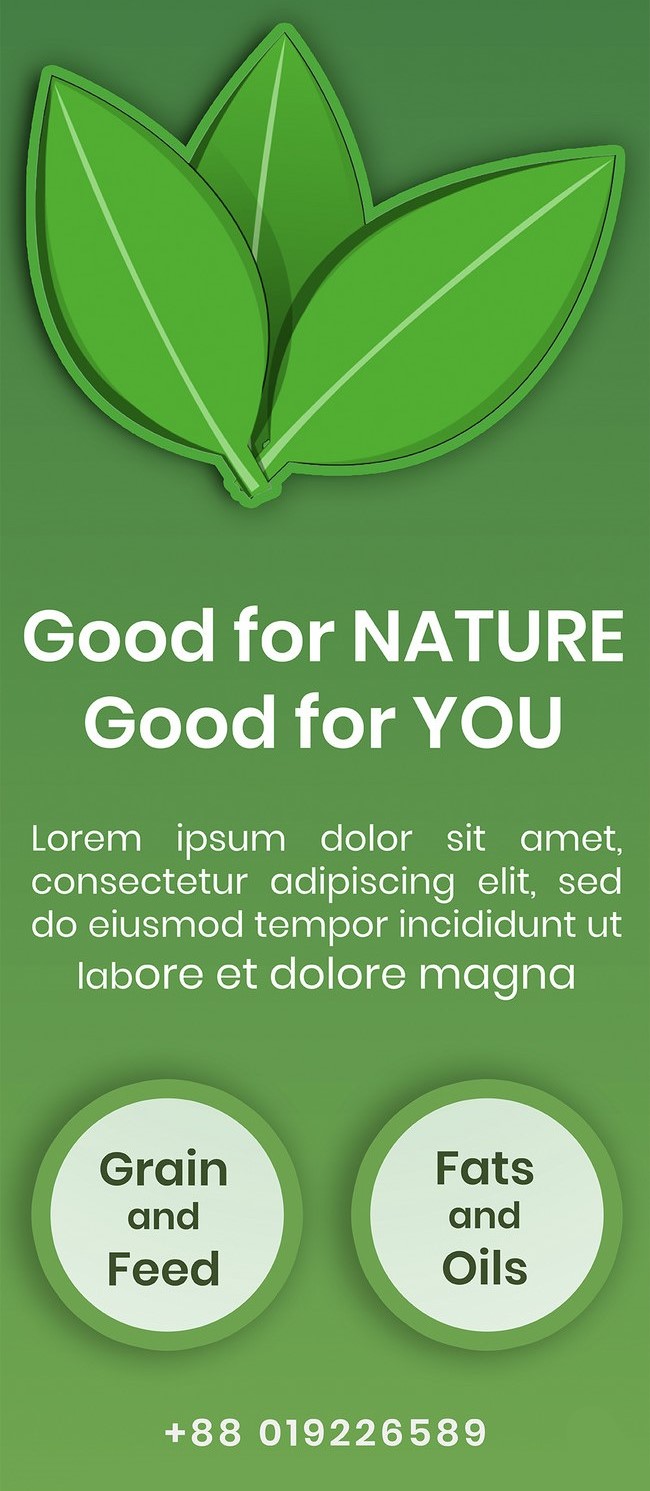 Good for NATURE
Good for YOU
Lorem ipsum dolor sit amet,
consectetur adipiscing elit, sed
do eiusmod tempor incididunt ut
labore et dolore magna
Grain
and
Feed
Fats
and
Oils
+88 019226589